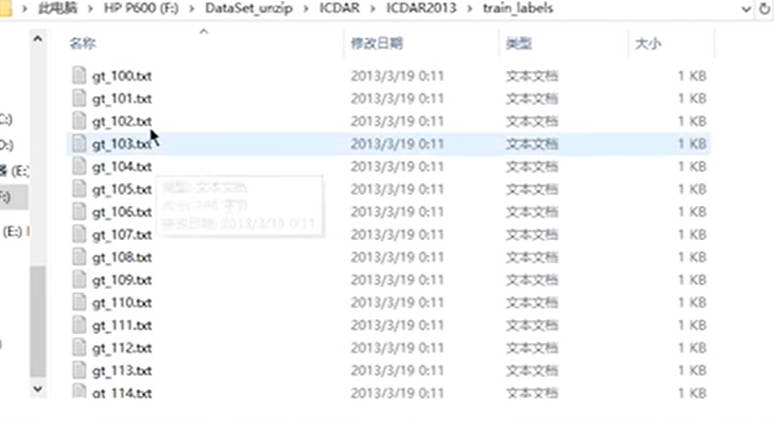 此电脑 > HP P600 (F:) > DataSet_unzip > ICDAR > ICDAR2013 > train_labels
名称 修改日期 类型 大小
gt_100.txt 2013/3/19 0:11 文本文档 1 KB
gt_101.txt 2013/3/19 0:11 文本文档 1 KB
gt_102.txt 2013/3/19 0:11 文本文档 1 KB
gt_103.txt 2013/3/19 0:11 文本文档 1 KB
gt_104.txt 2013/3/19 0:11 文本文档 1 KB
gt_105.txt 2013/3/19 0:11 文本文档 1 KB
gt_106.txt 2013/3/19 0:11 文本文档 1 KB
gt_107.txt 2013/3/19 0:11 文本文档 1 KB
gt_108.txt 2013/3/19 0:11 文本文档 1 KB
gt_109.txt 2013/3/19 0:11 文本文档 1 KB
gt_110.txt 2013/3/19 0:11 文本文档 1 KB
gt_111.txt 2013/3/19 0:11 文本文档 1 KB
gt_112.txt 2013/3/19 0:11 文本文档 1 KB
gt_113.txt 2013/3/19 0:11 文本文档 1 KB
gt_114.txt 2013/3/19 0:11 文本文档 1 KB
类型: 文本文档
修改日期: 2013/3/19 0:11
C:)
D:)
(E:)
F:)
(E:)